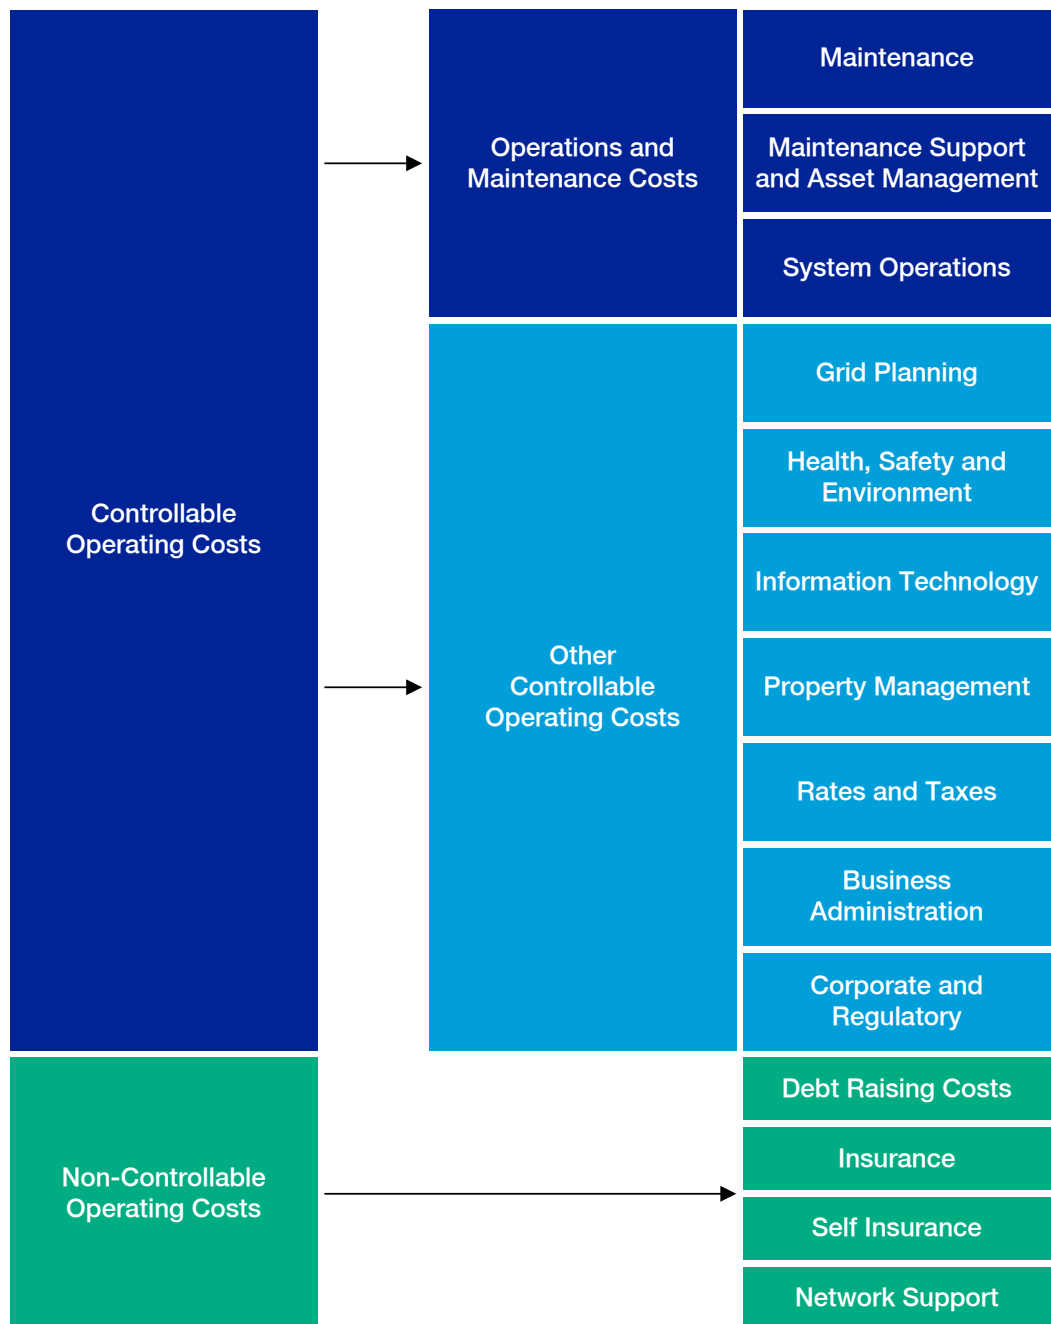 Controllable
Operating Costs
Operations and
Maintenance Costs
Maintenance
Maintenance Support
and Asset Management
System Operations
Other
Controllable
Operating Costs
Grid Planning
Health, Safety and
Environment
Information Technology
Property Management
Rates and Taxes
Business
Administration
Corporate and
Regulatory
Non-Controllable
Operating Costs
Debt Raising Costs
Insurance
Self Insurance
Network Support